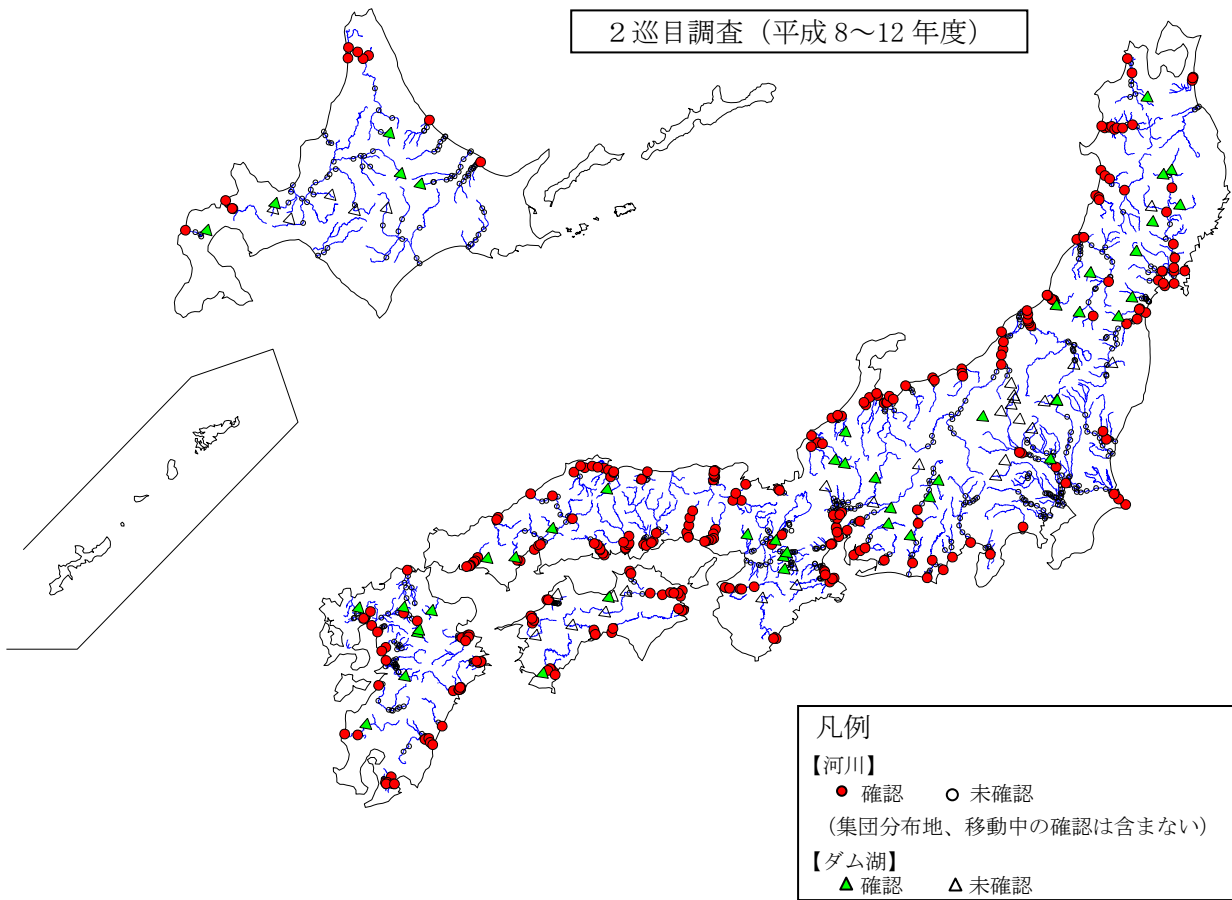 2巡目調査（平成 8～12 年度）
凡例
【河川】
確認 未確認
（集団分布地、移動中の確認は含まない）
【ダム湖】
確認 未確認